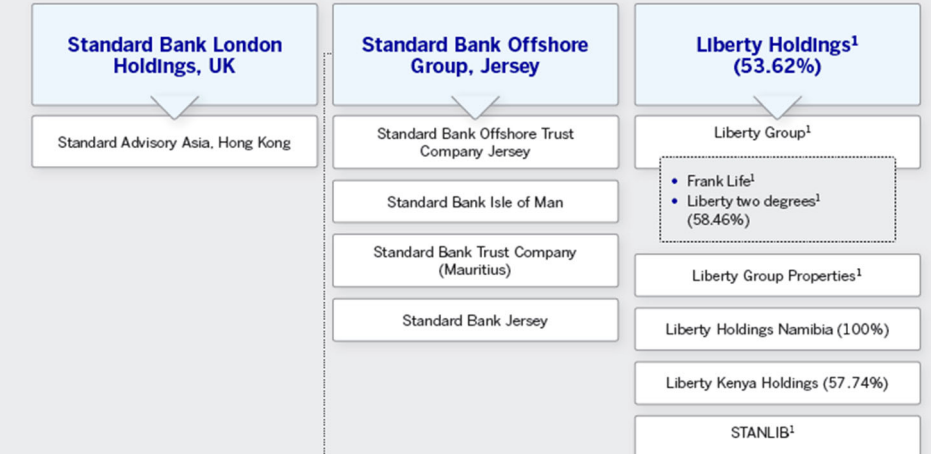 Standard Bank London
Holdings, UK
Standard Advisory Asia, Hong Kong
Standard Bank Offshore
Group, Jersey
Standard Bank Offshore Trust
Company Jersey
Standard Bank Isle of Man
Standard Bank Trust Company
(Mauritius)
Standard Bank Jersey
Liberty Holdings¹
(53.62%)
Liberty Group¹
• Frank Life¹
• Liberty two degrees¹
(58.46%)
Liberty Group Properties¹
Liberty Holdings Namibia (100%)
Liberty Kenya Holdings (57.74%)
STANLIB¹